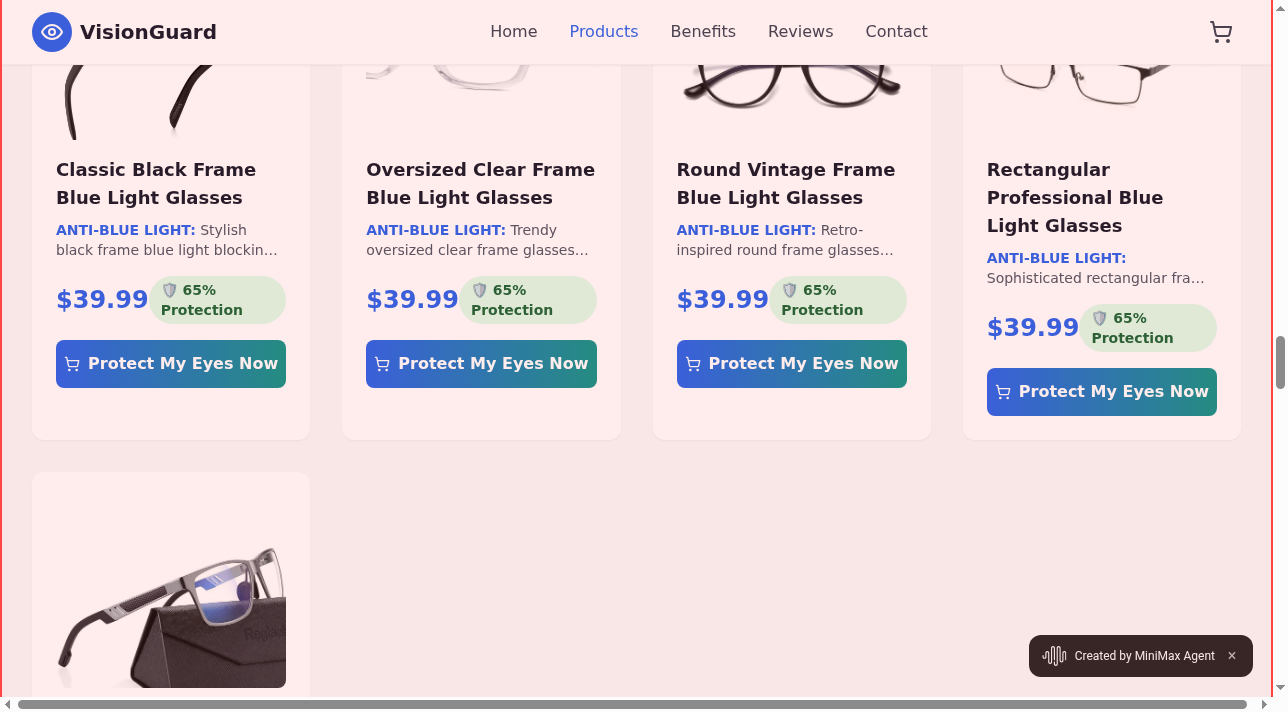 VisionGuard
Home
Products
Benefits
Reviews
Contact
Classic Black Frame
Blue Light Glasses
ANTI-BLUE LIGHT: Stylish
black frame blue light blockin...
$39.99
65%
Protection
Protect My Eyes Now
Oversized Clear Frame
Blue Light Glasses
ANTI-BLUE LIGHT: Trendy
oversized clear frame glasses...
$39.99
65%
Protection
Protect My Eyes Now
Round Vintage Frame
Blue Light Glasses
ANTI-BLUE LIGHT: Retro-
inspired round frame glasses...
$39.99
65%
Protection
Protect My Eyes Now
Rectangular
Professional Blue
Light Glasses
ANTI-BLUE LIGHT:
Sophisticated rectangular fra...
$39.99
65%
Protection
Protect My Eyes Now
Created by MiniMax Agent